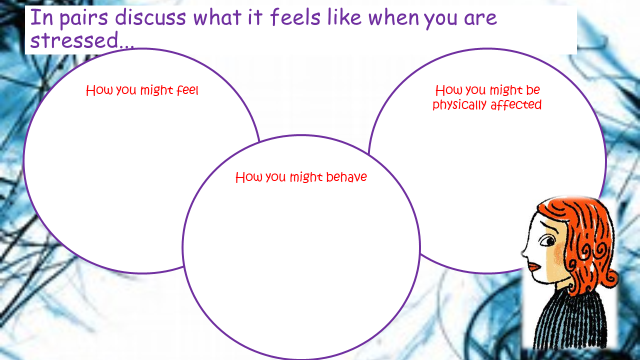 In pairs discuss what it feels like when you are
stressed...
How you might feel
How you might be
physically affected
How you might behave